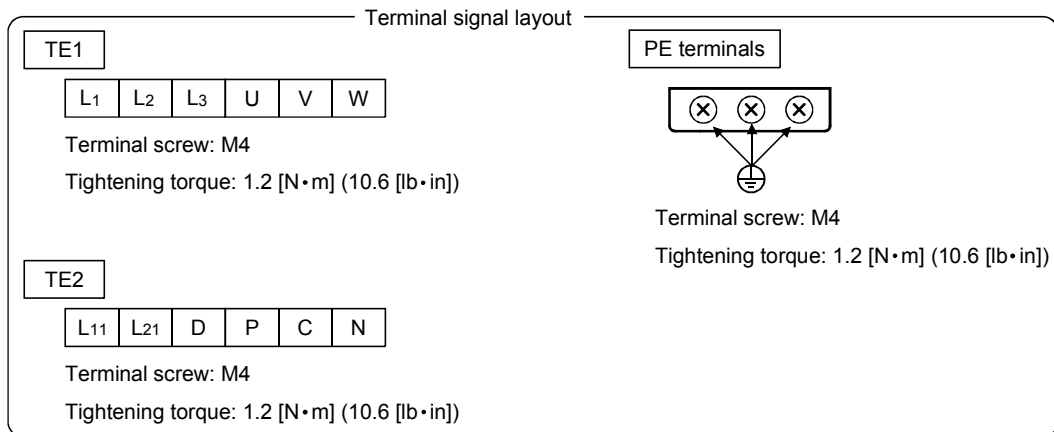 Terminal signal layout
TE1
L1 L2 L3 U V W
Terminal screw: M4
Tightening torque: 1.2 [N•m] (10.6 [lb•in])
PE terminals
Terminal screw: M4
Tightening torque: 1.2 [N•m] (10.6 [lb•in])
TE2
L11 L21 D P C N
Terminal screw: M4
Tightening torque: 1.2 [N•m] (10.6 [lb•in])